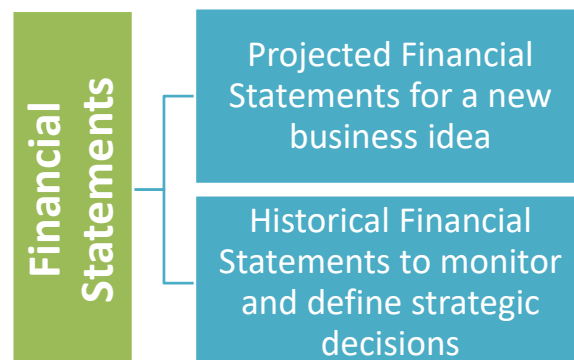 Financial
Statements
Projected Financial
Statements for a new
business idea
Historical Financial
Statements to monitor
and define strategic
decisions